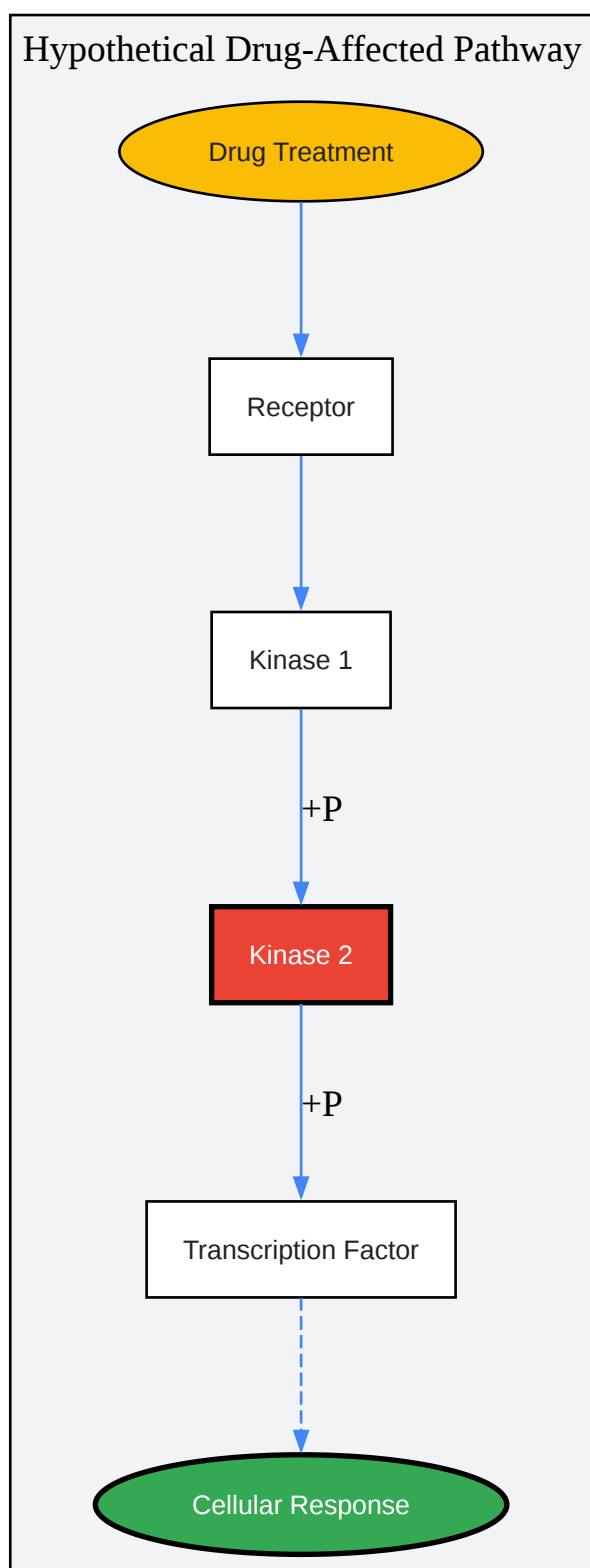 Hypothetical Drug-Affected Pathway
Drug Treatment
Receptor
Kinase 1
+P
Kinase 2
+P
Transcription Factor
Cellular Response